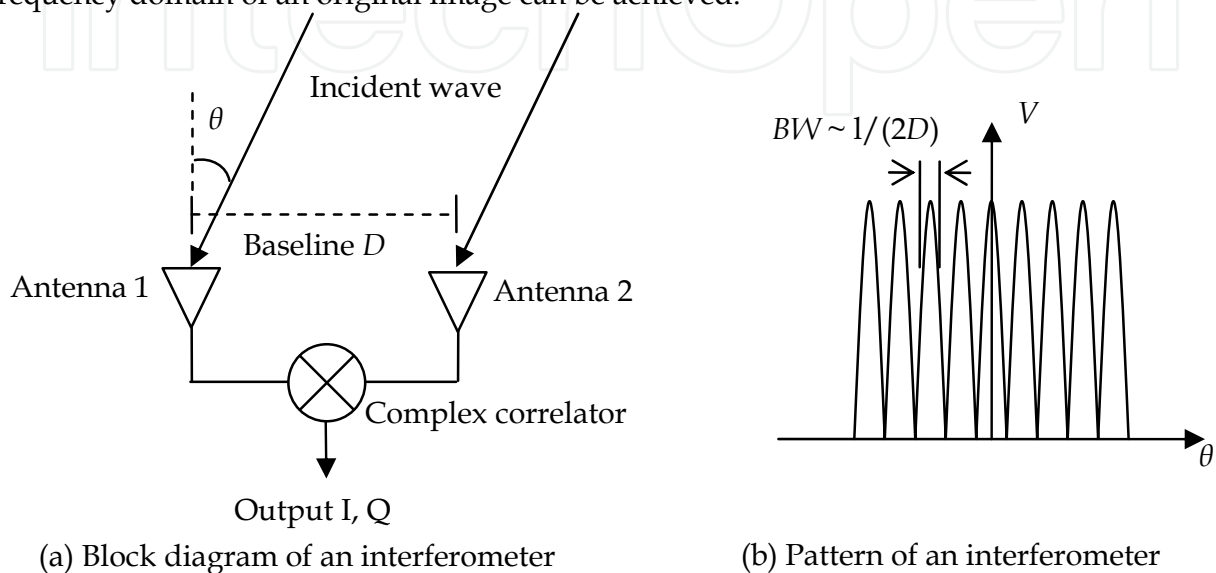 frequency domain of an original image can be achieved.
IntechOpen
Incident wave
θ
BW ~ 1/(2D)
V
Baseline D
Antenna 1
Antenna 2
Complex correlator
θ
Output I, Q
(a) Block diagram of an interferometer
(b) Pattern of an interferometer